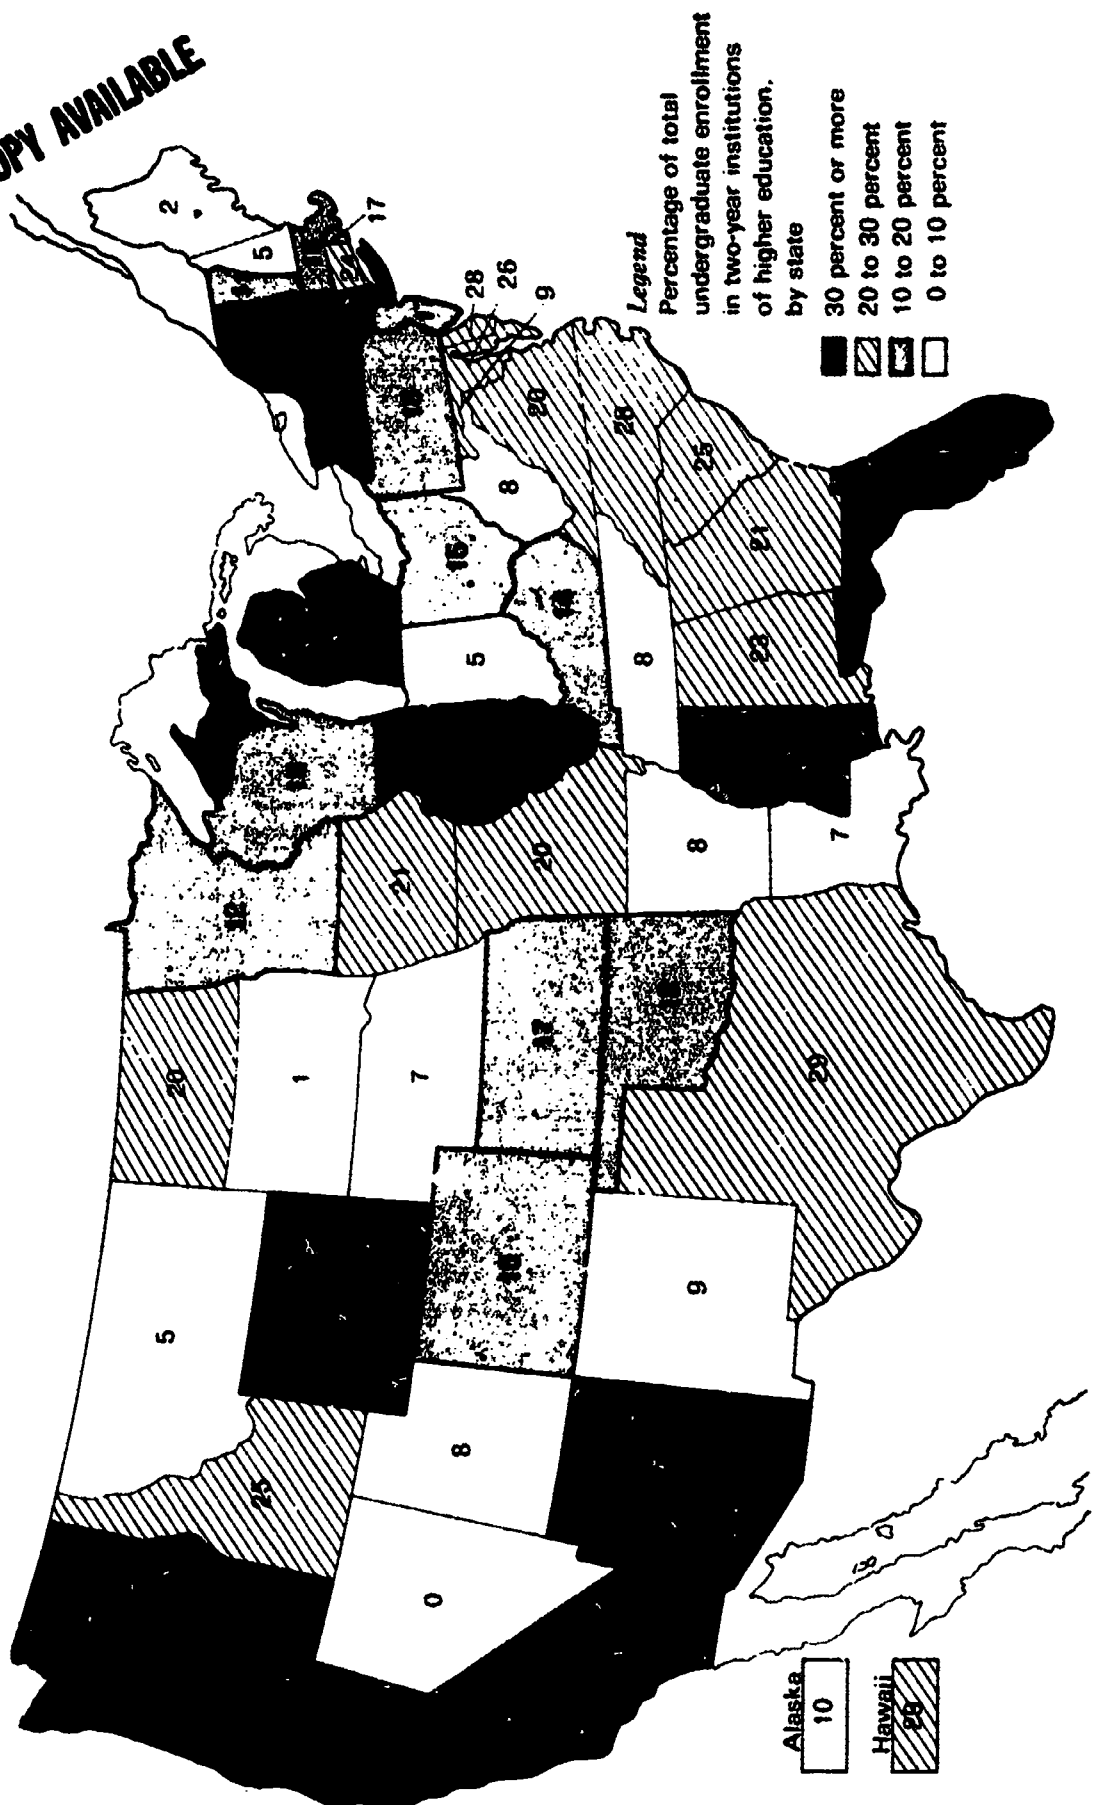 OPY AVAILABLE
Legend
Percentage of total
undergraduate enrollment
in two-year institutions
of higher education,
by state
30 percent or more
20 to 30 percent
10 to 20 percent
0 to 10 percent
Alaska
10
Hawaii
2
5
17
28
26
9
8
28
25
21
23
5
8
21
20
8
7
20
1
7
17
29
5
9
25
8
0